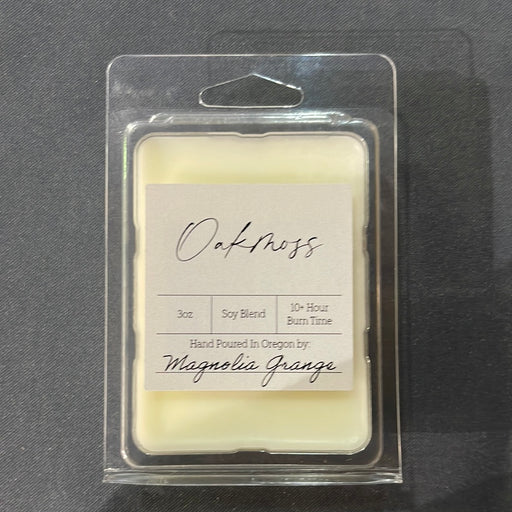 Oakmoss
3oz
Soy Blend
10+ Hour
Burn Time
Hand Poured In Oregon by:
Magnolia Grange